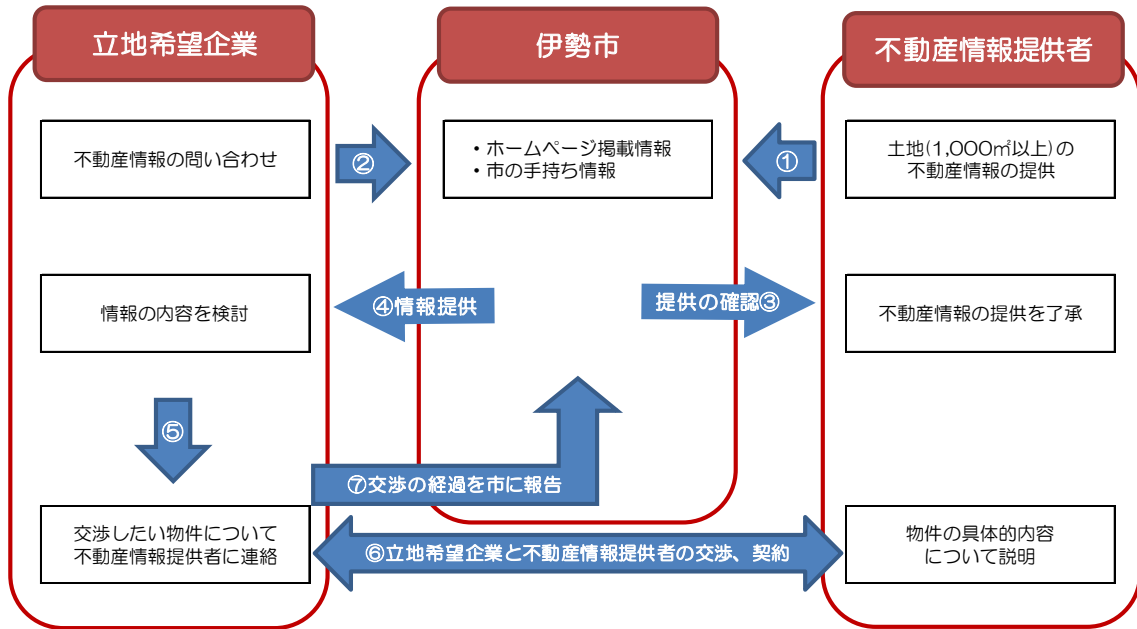 立地希望企業
伊勢市
不動産情報提供者
不動産情報の問い合わせ
②
・ホームページ掲載情報
・市の手持ち情報
①
土地(1,000㎡以上)の
不動産情報の提供
情報の内容を検討
④情報提供
提供の確認③
不動産情報の提供を了承
⑤
⑦交渉の経過を市に報告
交渉したい物件について
不動産情報提供者に連絡
⑥立地希望企業と不動産情報提供者の交渉、契約
物件の具体的内容
について説明